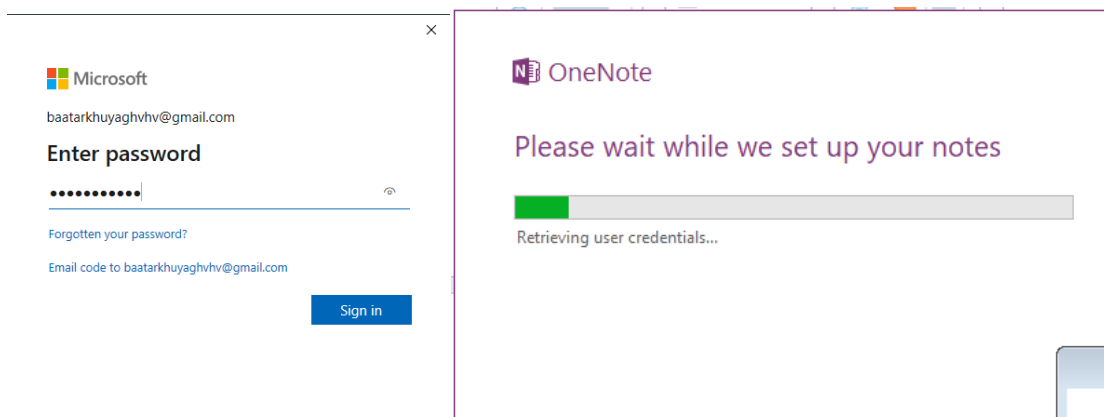 Microsoft
baatarkhuyaghvhv@gmail.com
Enter password
Forgotten your password?
Email code to baatarkhuyaghvhv@gmail.com
Sign in
OneNote
Please wait while we set up your notes
Retrieving user credentials...